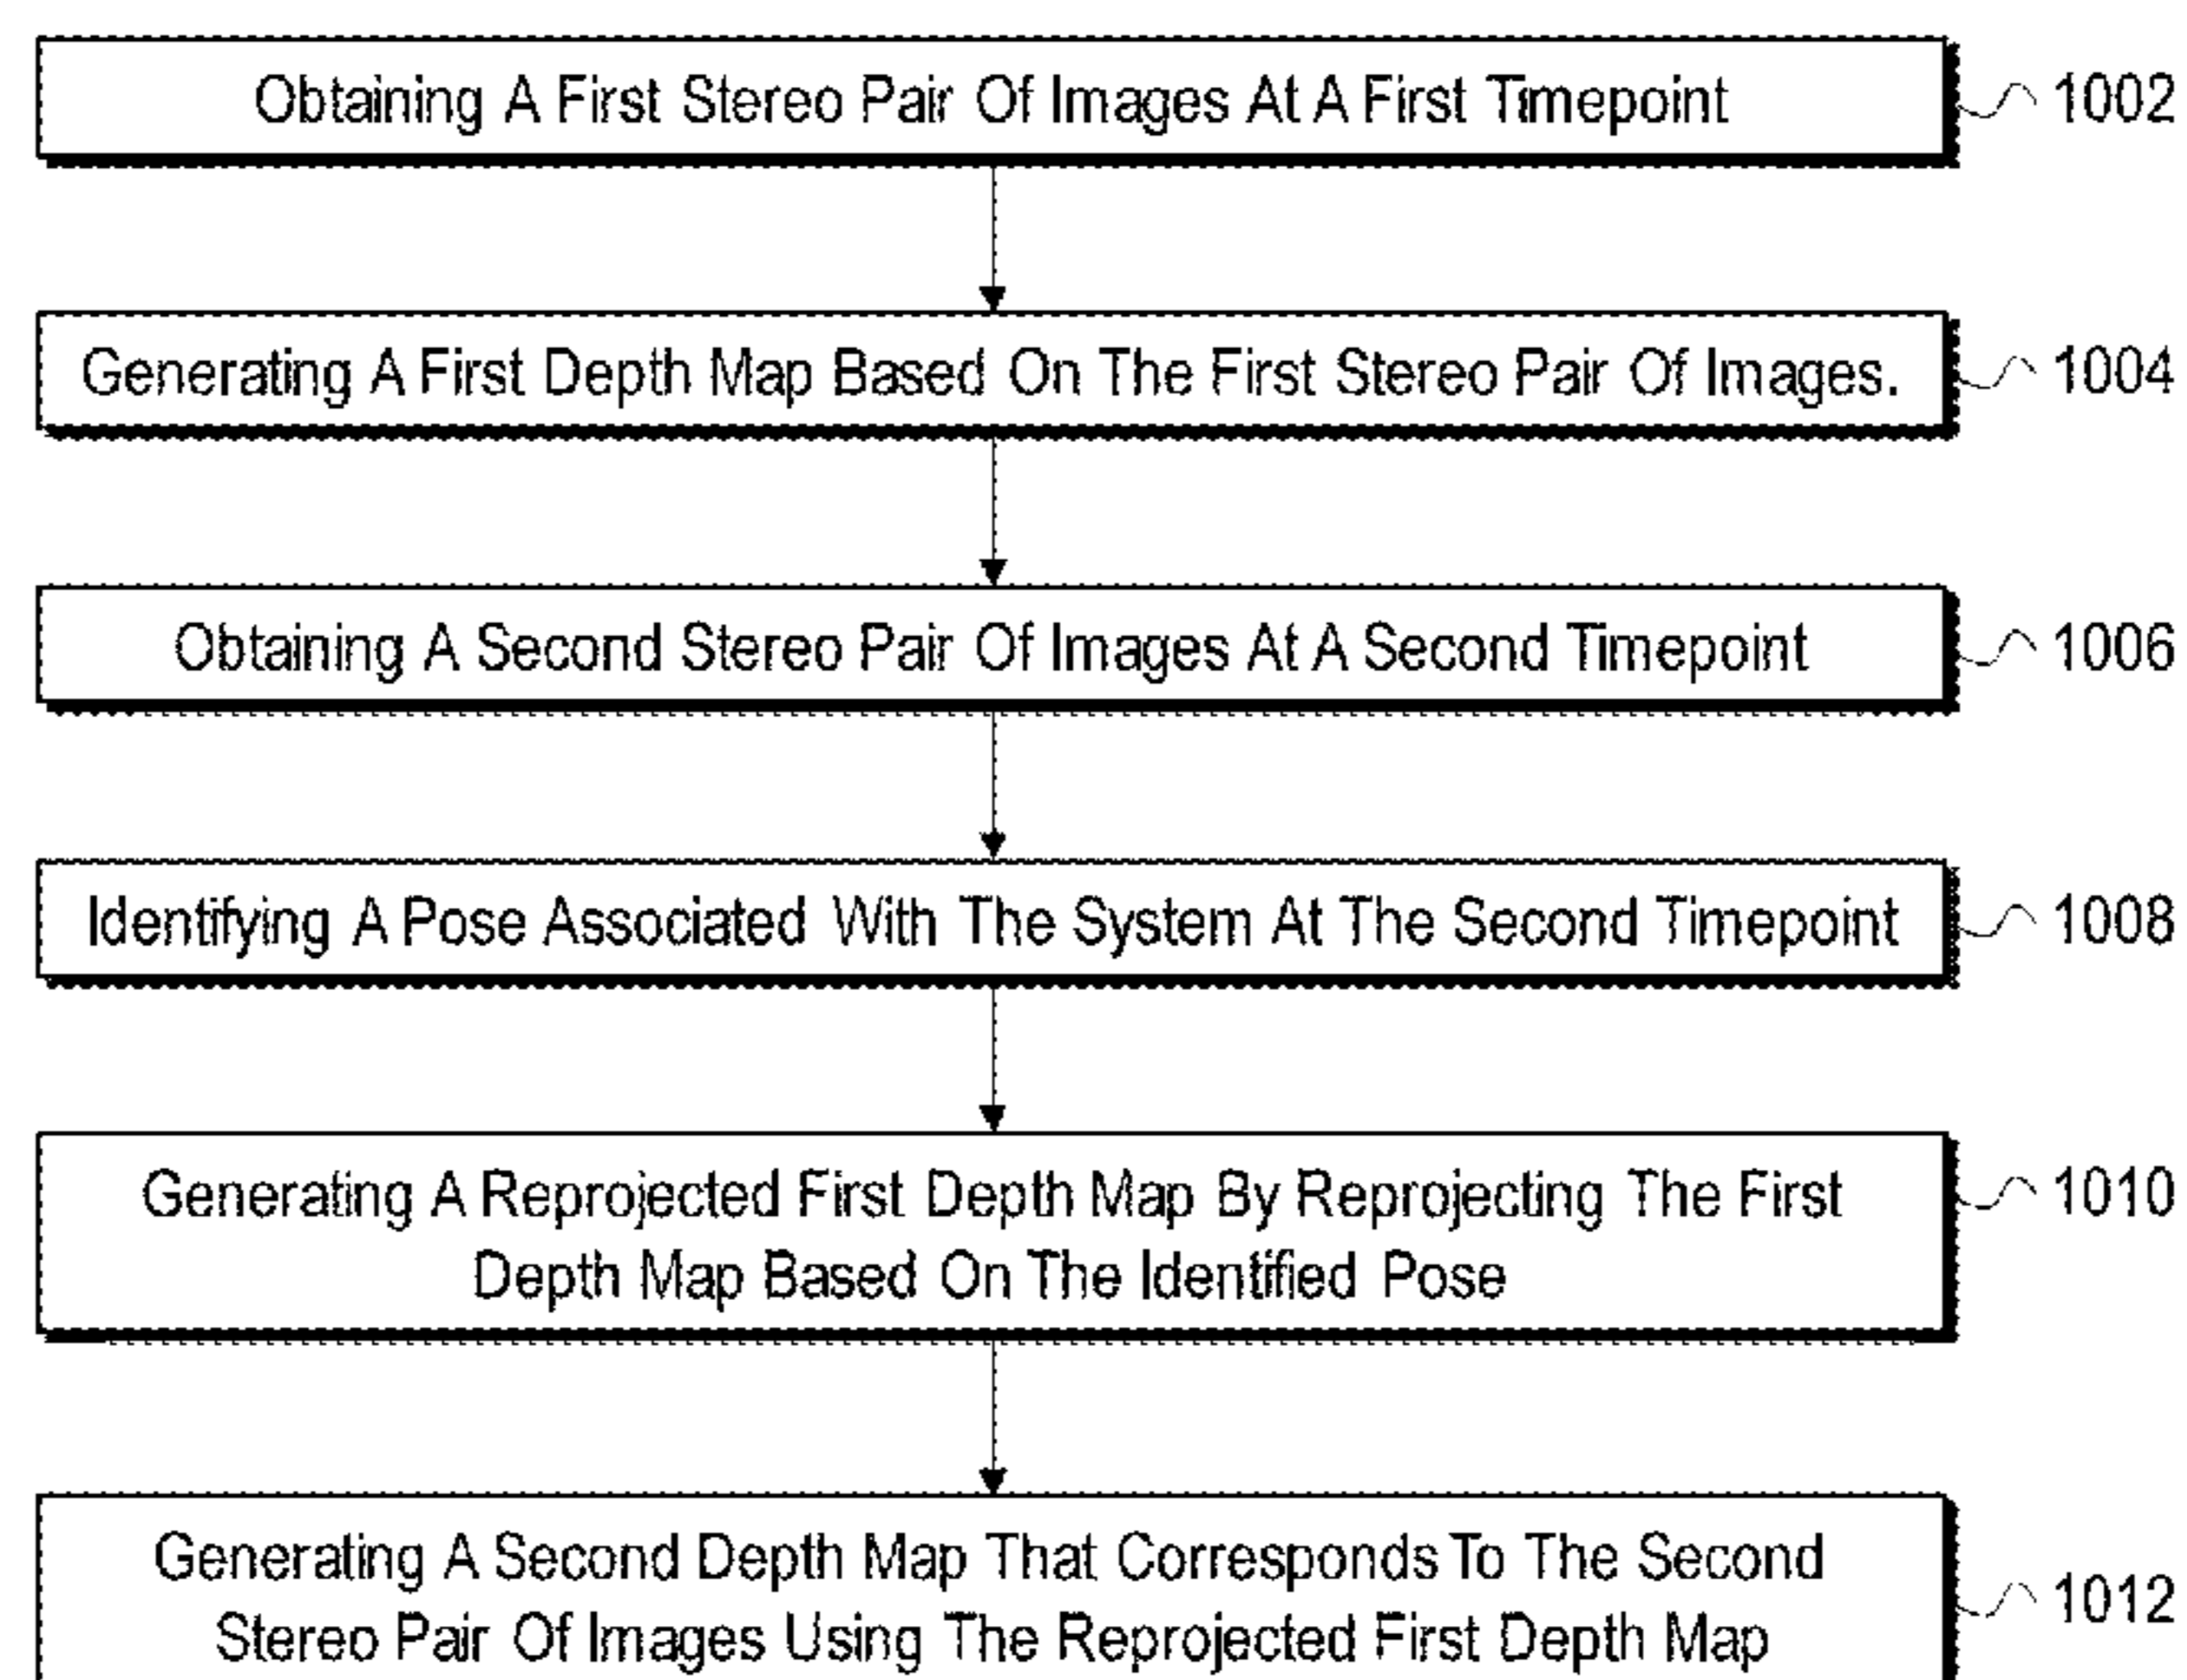 Obtaining A First Stereo Pair Of Images At A First Timepoint
1002
Generating A First Depth Map Based On The First Stereo Pair Of Images.
1004
Obtaining A Second Stereo Pair Of Images At A Second Timepoint
1006
Identifying A Pose Associated With The System At The Second Timepoint
1008
Generating A Reprojected First Depth Map By Reprojecting The First
Depth Map Based On The Identified Pose
1010
Generating A Second Depth Map That Corresponds To The Second
Stereo Pair Of Images Using The Reprojected First Depth Map
1012